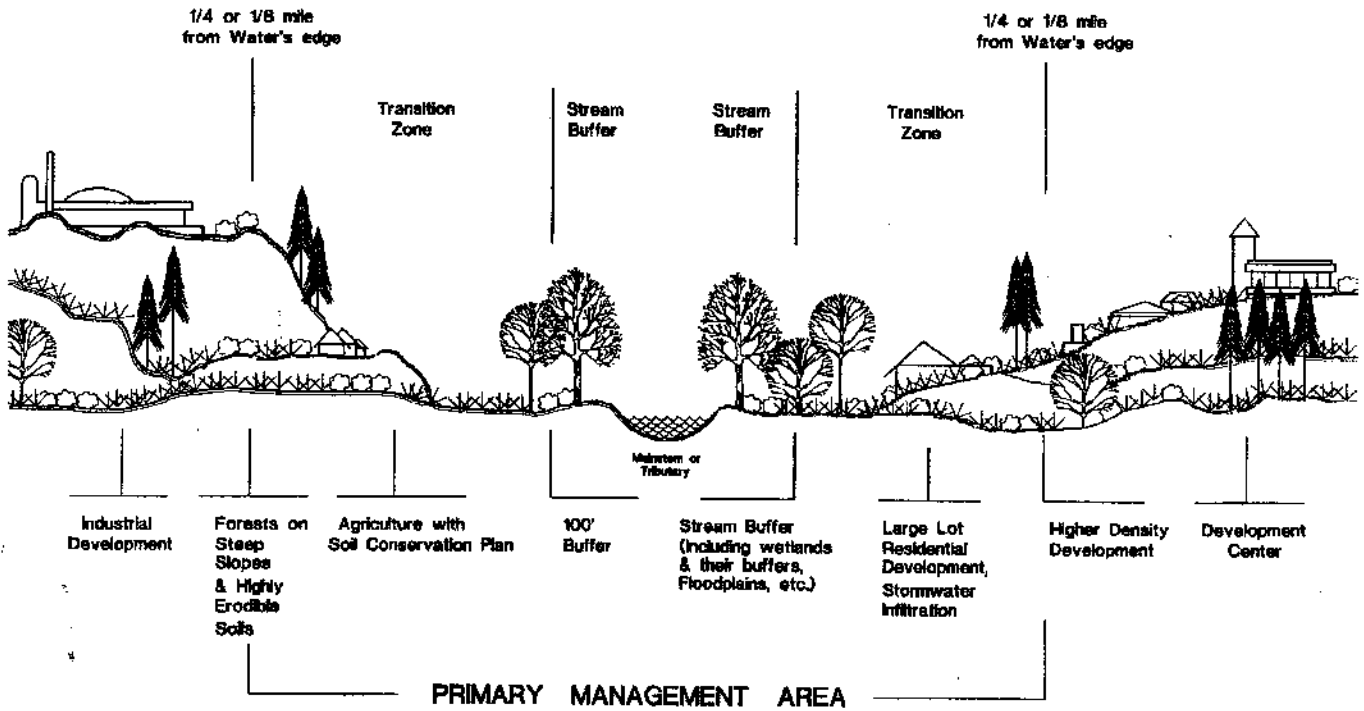 1/4 or 1/8 mile
from Water's edge
1/4 or 1/8 mile
from Water's edge
Transition
Zone
Stream
Buffer
Stream
Buffer
Transition
Zone
Mainstem or
Tributary
Industrial
Development
Forests on
Steep
Slopes
& Highly
Erodible
Soils
Agriculture with
Soil Conservation Plan
100'
Buffer
Stream Buffer
(including wetlands
& their buffers,
Floodplains, etc.)
Large Lot
Residential
Development,
Stormwater
Infiltration
Higher Density
Development
Development
Center
PRIMARY MANAGEMENT AREA